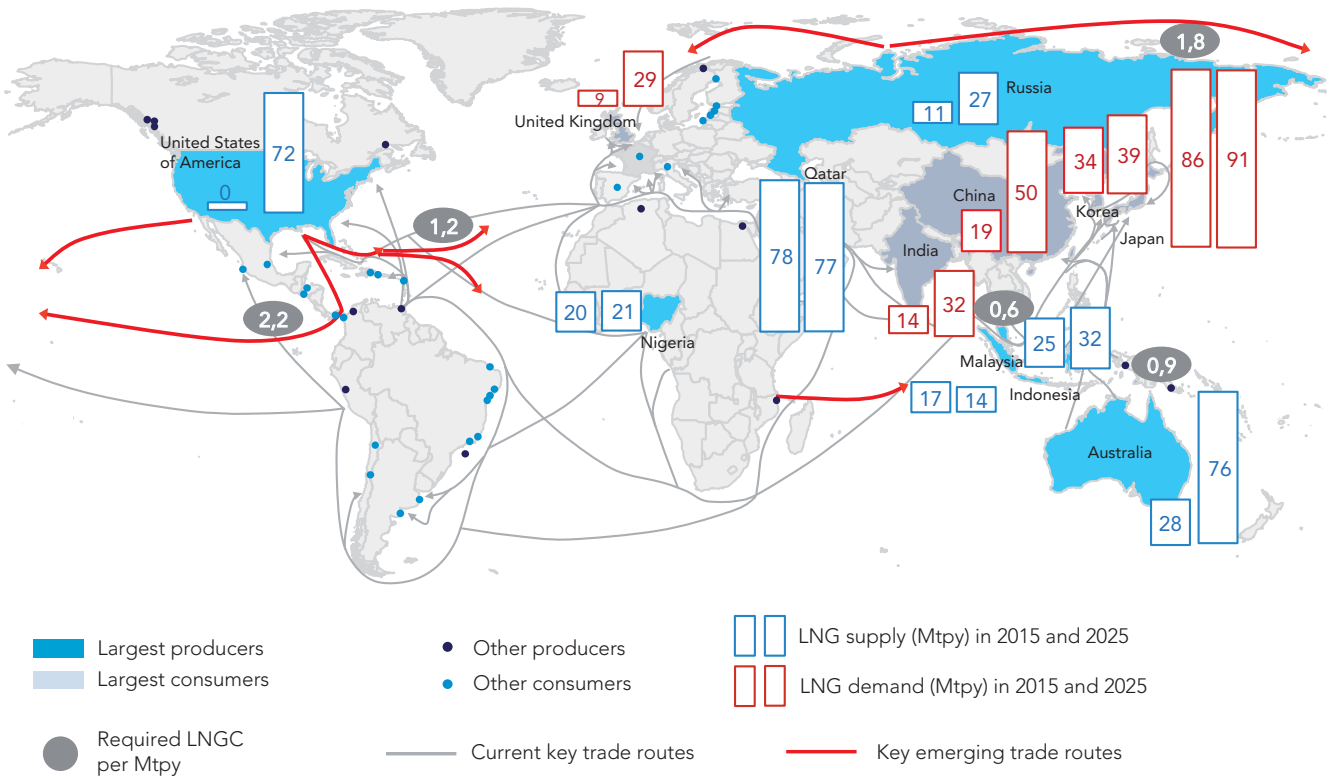 1,8
29
9
United Kingdom
Russia
27
11
United States
of America
72
0
Qatar
78
77
China
50
19
34
39
Korea
86
91
Japan
India
1,2
2,2
20
21
Nigeria
14
32
0,6
Malaysia
25
32
0,9
17
14
Indonesia
Australia
28
76
Largest producers
Largest consumers
Other producers
Other consumers
LNG supply (Mtpy) in 2015 and 2025
LNG demand (Mtpy) in 2015 and 2025
Required LNGC
per Mtpy
Current key trade routes
Key emerging trade routes